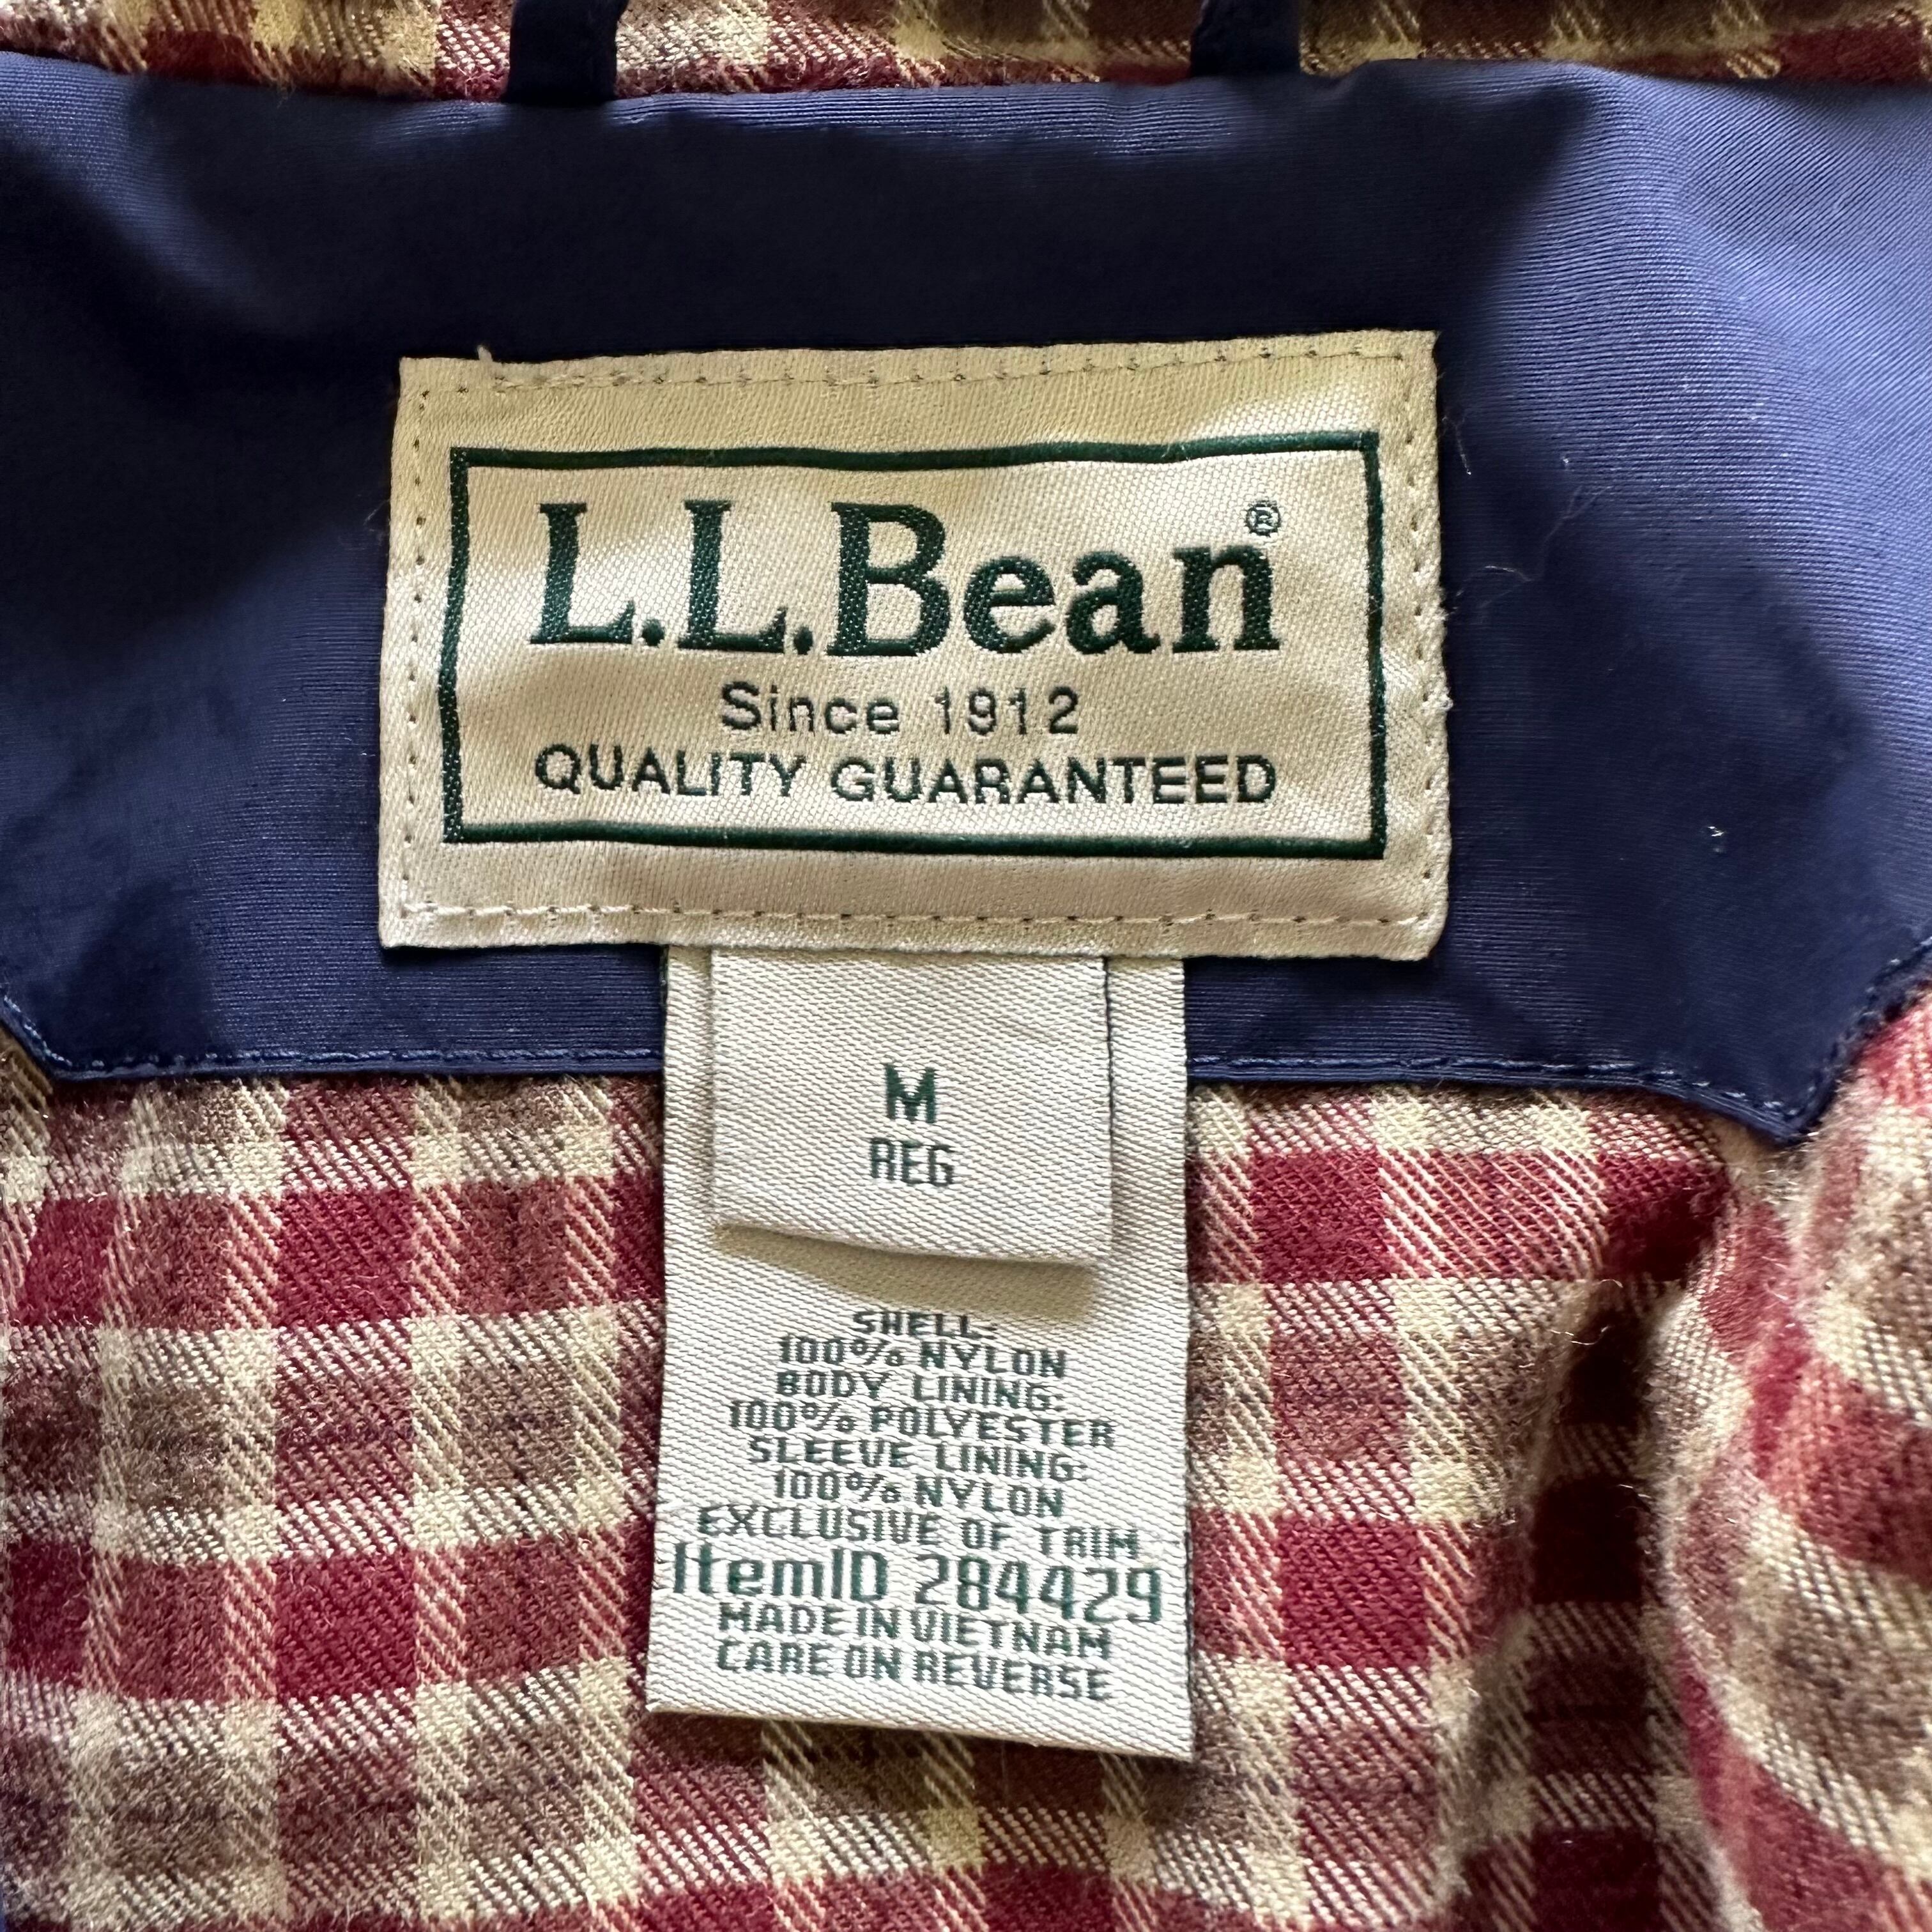 L.L.Bean®
Since 1912
QUALITY GUARANTEED
M
REG
SHELL:
100% NYLON
BODY LINING:
100% POLYESTER
SLEEVE LINING:
100% NYLON
EXCLUSIVE OF TRIM
ItemID 284429
MADE IN VIETNAM
CARE ON REVERSE